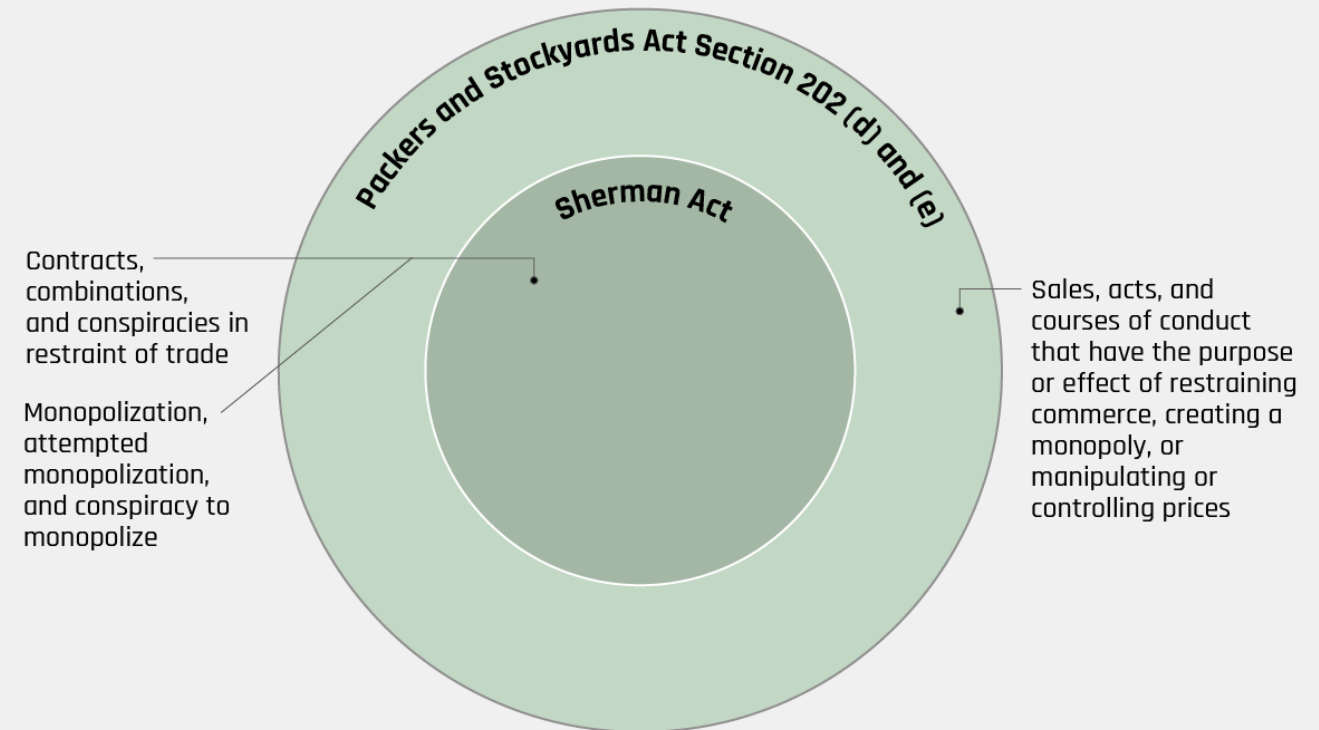 Packers and Stockyards Act Section 202 (d) and (e)
Sherman Act
Contracts,
combinations,
and conspiracies in
restraint of trade
Monopolization,
attempted
monopolization,
and conspiracy to
monopolize
Sales, acts, and
courses of conduct
that have the purpose
or effect of restraining
commerce, creating a
monopoly, or
manipulating or
controlling prices